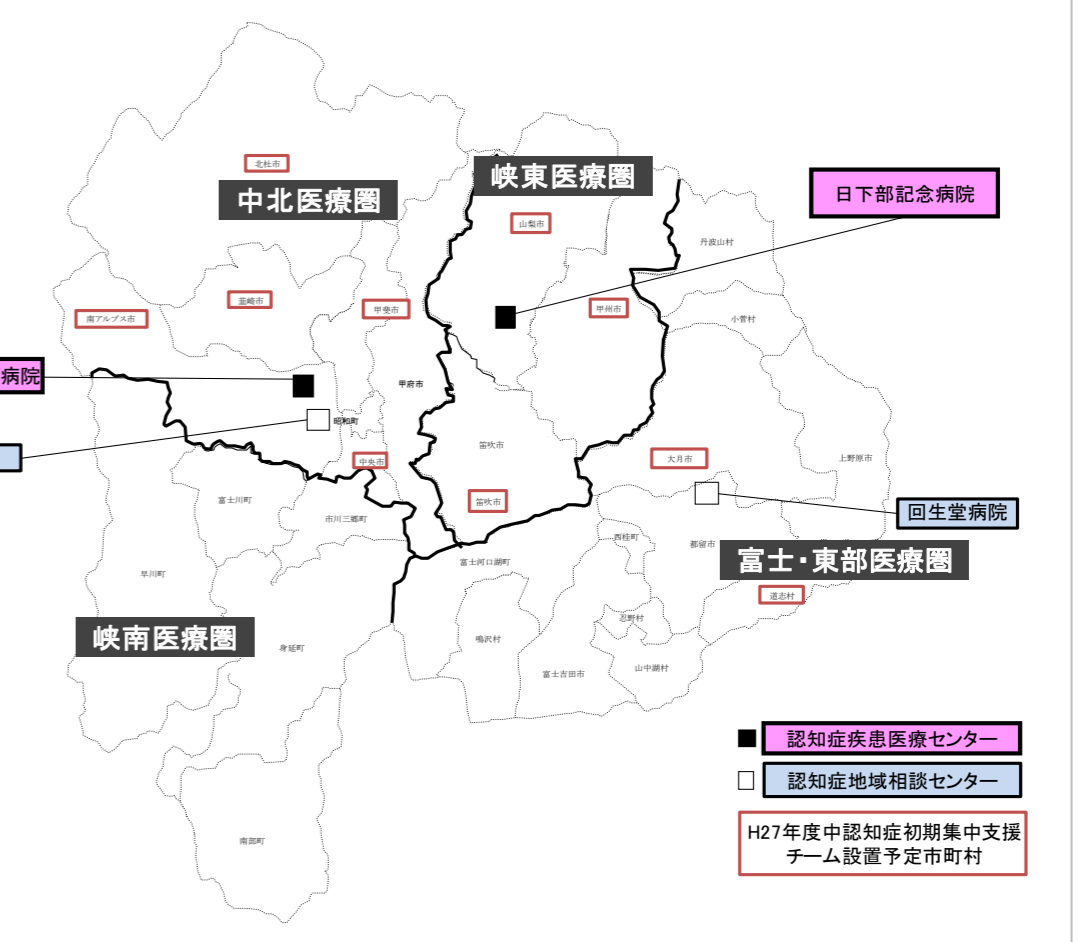 峡東医療圏
北杜市
中北医療圏
日下部記念病院
山梨市
丹波山村
韮崎市
甲斐市
甲州市
南アルプス市
小菅村
病院
甲府市
昭和町
笛吹市
中央市
大月市
上野原市
富士川町
笛吹市
回生堂病院
市川三郷町
西桂町
都留市
富士・東部医療圏
富士河口湖町
早川町
道志村
忍野村
峡南医療圏
身延町
鳴沢村
富士吉田市
山中湖村
認知症疾患医療センター
認知症地域相談センター
H27年度中認知症初期集中支援
チーム設置予定市町村
南部町